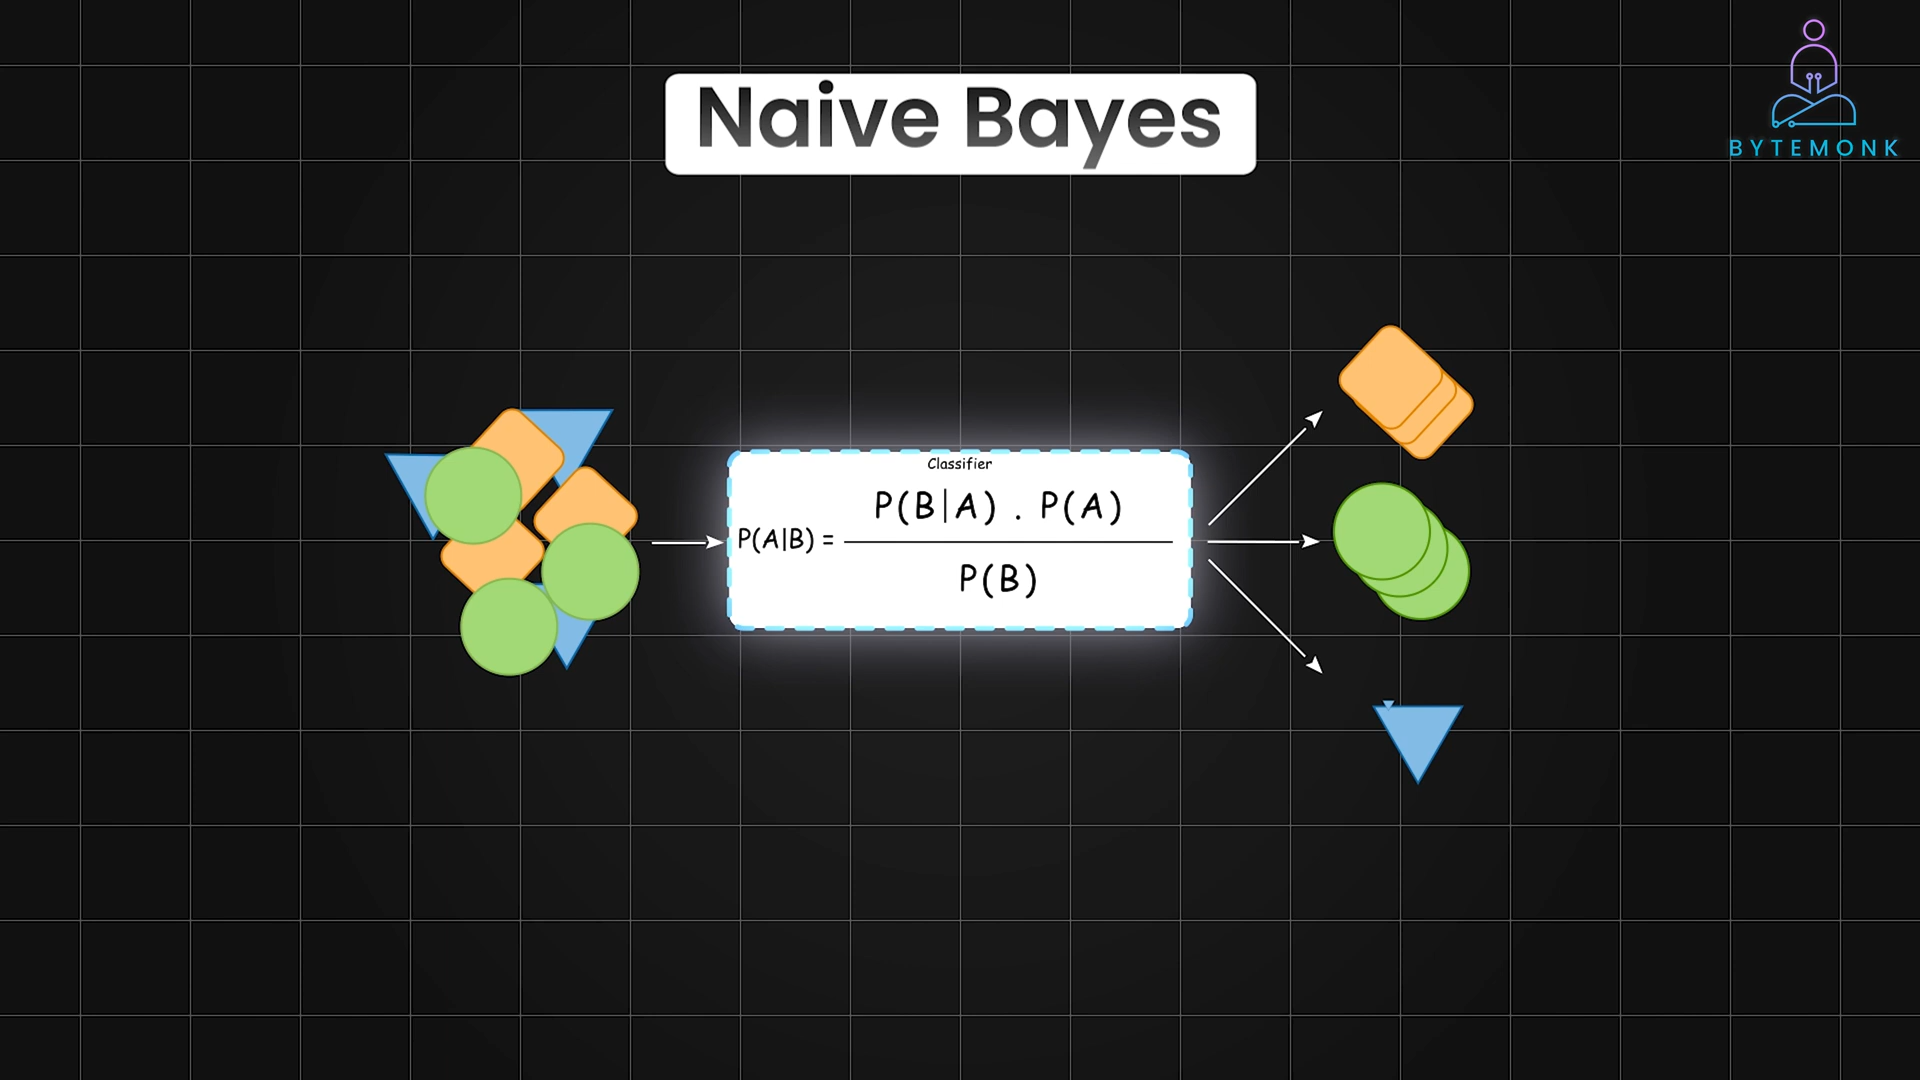 Naive Bayes
BYTEMONK
Classifier
P(A|B) = P(B|A) . P(A)
P(B)